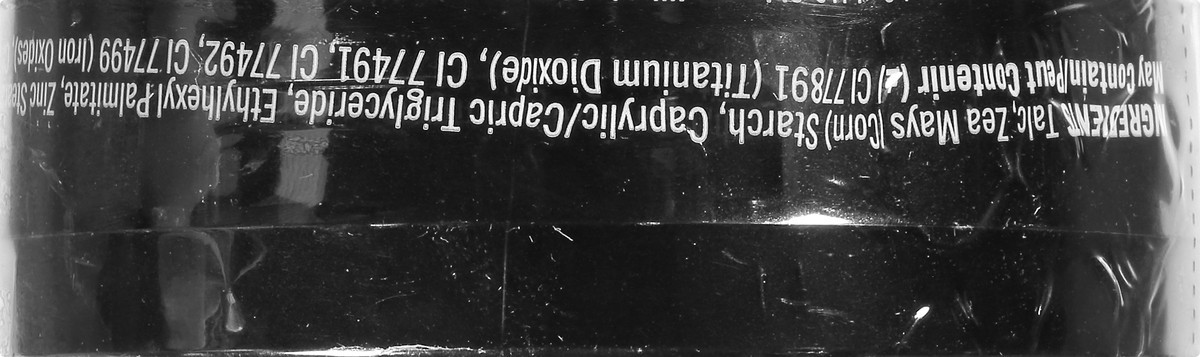 INGREDIENTS Talc, Zea Mays (Corn) Starch, Caprylic/Capric Triglyceride, Ethylhexyl Palmitate, Zinc
May Contain/Peut Contenir (+/-) CI 77891 (Titanium Dioxide), CI 77491, CI 77492, CI 77499 (Iron Oxides)